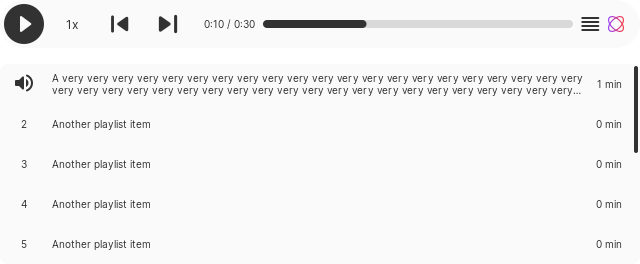 1x
0:10 / 0:30
A very very very very very very very very very very very very very very very very very very very very very
very very very very very very very very very very very very very very very very very very very very very...
1 min
2 Another playlist item 0 min
3 Another playlist item 0 min
4 Another playlist item 0 min
5 Another playlist item 0 min